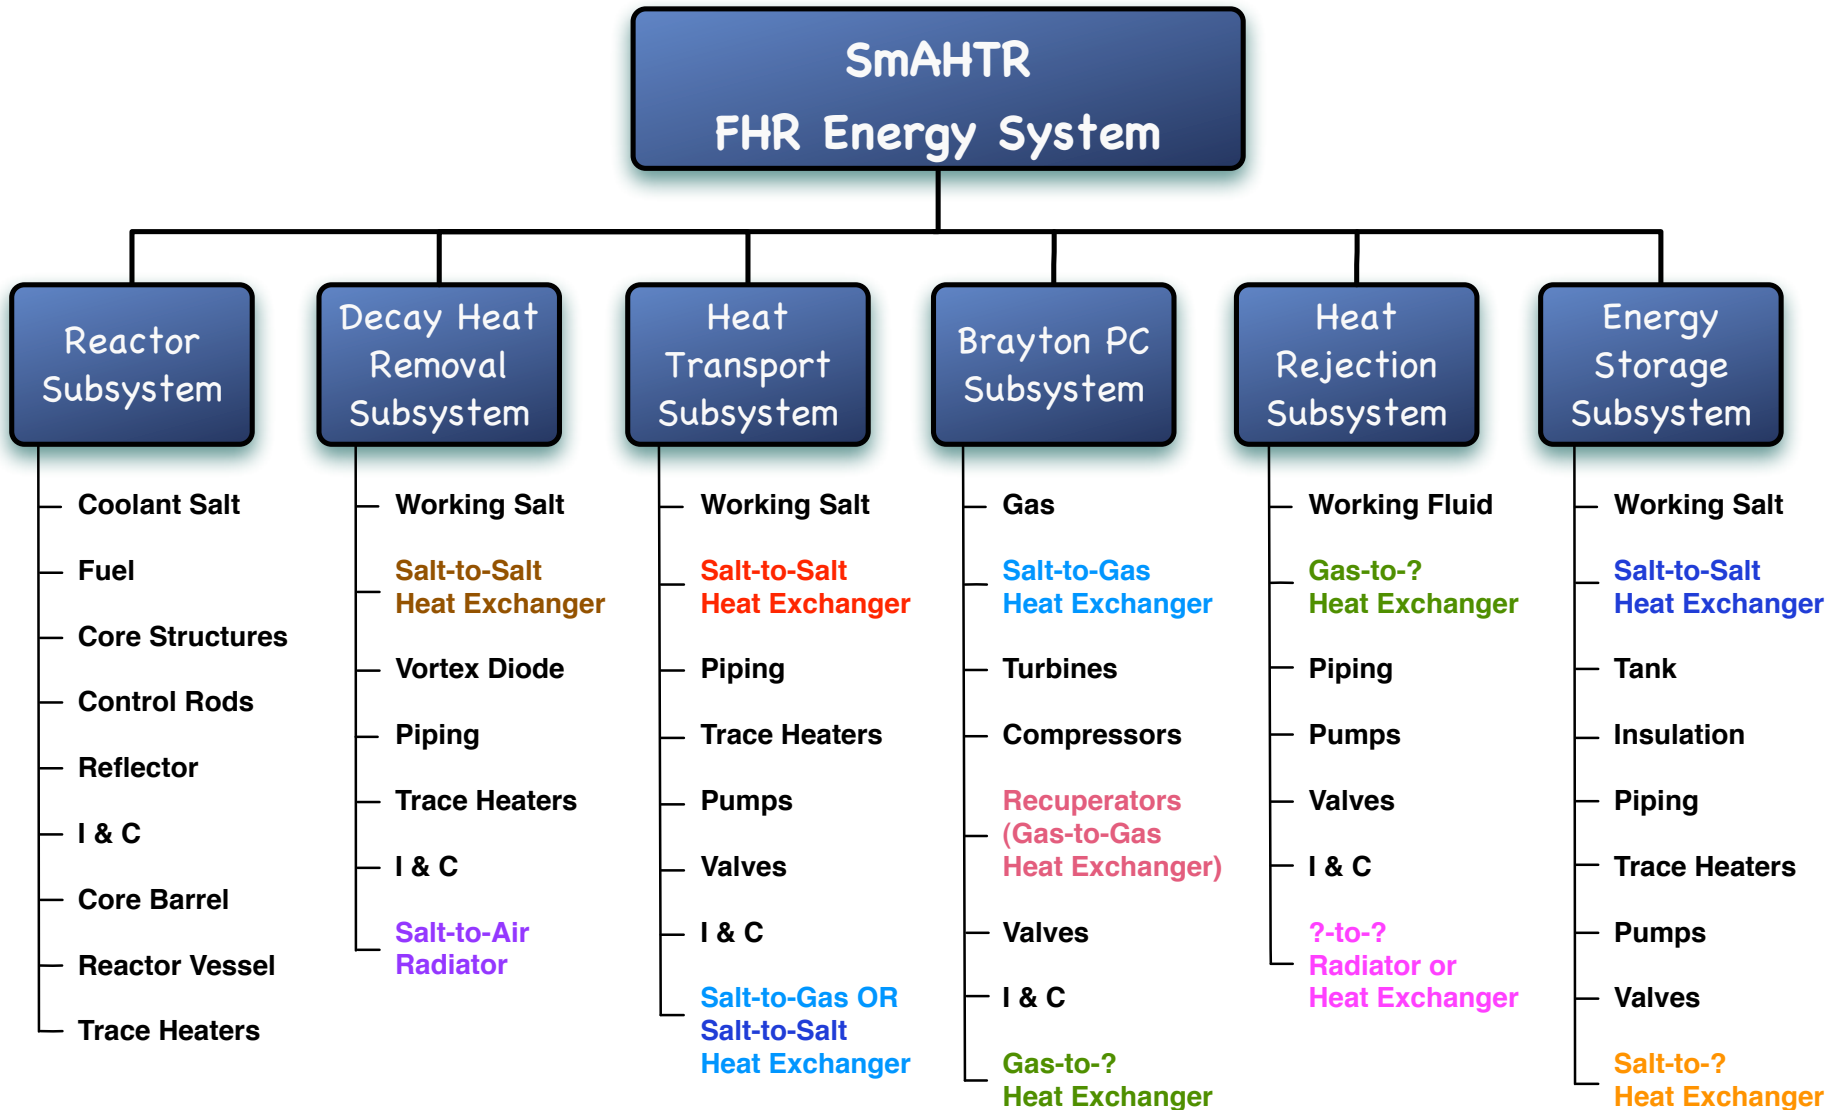 SmAHTR
FHR Energy System
Reactor
Subsystem
Coolant Salt
Fuel
Core Structures
Control Rods
Reflector
I & C
Core Barrel
Reactor Vessel
Trace Heaters
Decay Heat
Removal
Subsystem
Working Salt
Salt-to-Salt
Heat Exchanger
Vortex Diode
Piping
Trace Heaters
I & C
Salt-to-Air
Radiator
Heat
Transport
Subsystem
Working Salt
Salt-to-Salt
Heat Exchanger
Piping
Trace Heaters
Pumps
Valves
I & C
Salt-to-Gas OR
Salt-to-Salt
Heat Exchanger
Brayton PC
Subsystem
Gas
Salt-to-Gas
Heat Exchanger
Turbines
Compressors
Recuperators
(Gas-to-Gas
Heat Exchanger)
Valves
I & C
Gas-to-?
Heat Exchanger
Heat
Rejection
Subsystem
Working Fluid
Gas-to-?
Heat Exchanger
Piping
Pumps
Valves
I & C
?-to-?
Radiator or
Heat Exchanger
Energy
Storage
Subsystem
Working Salt
Salt-to-Salt
Heat Exchanger
Tank
Insulation
Piping
Trace Heaters
Pumps
Valves
Salt-to-?
Heat Exchanger